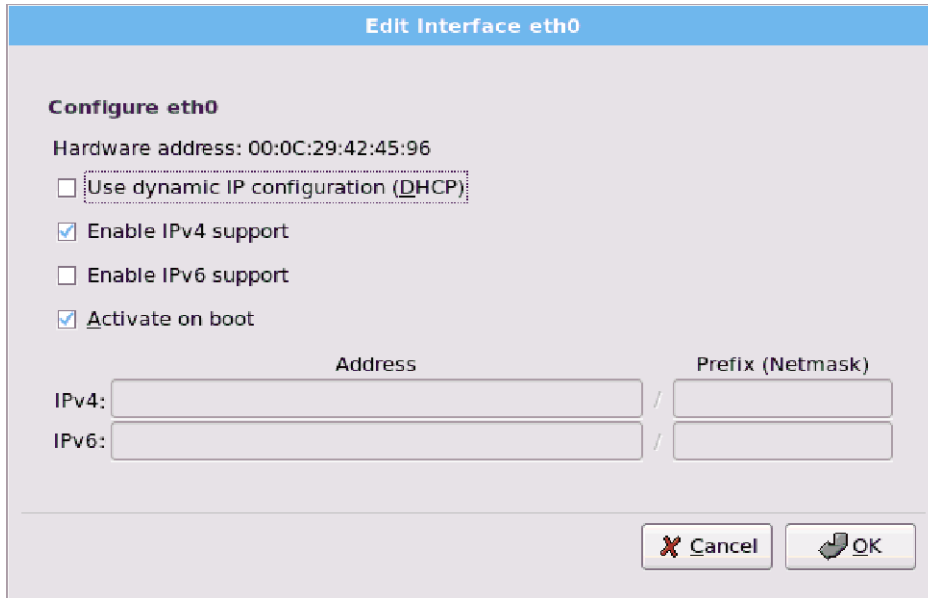 Edit Interface eth0
Configure eth0
Hardware address: 00:0C:29:42:45:96
Use dynamic IP configuration (DHCP)
Enable IPv4 support
Enable IPv6 support
Activate on boot
Address Prefix (Netmask)
IPv4: /
IPv6: /
Cancel OK